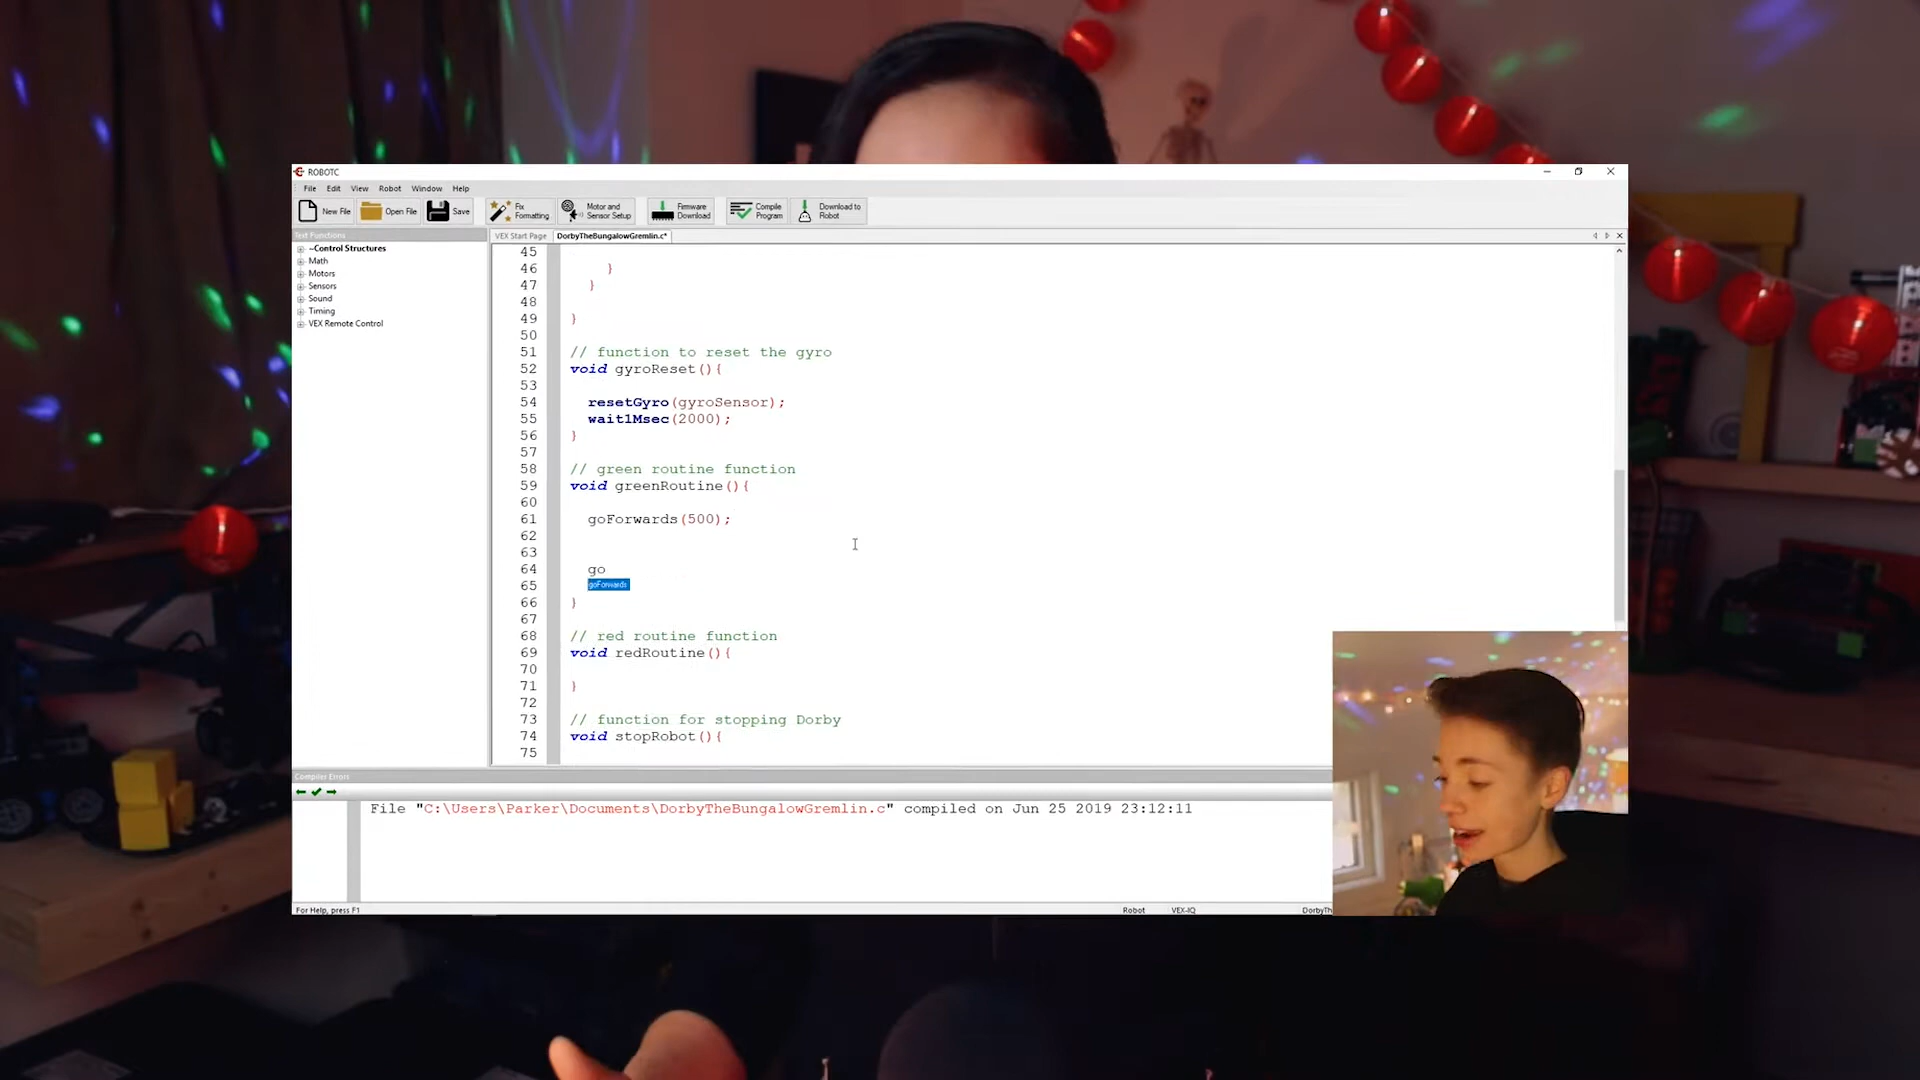 ROBOTC
File Edit View Robot Window Help
New File Open File Save Fix Formatting Motor and Sensor Setup Firmware Download Compile Program Download to Robot
Text Functions
VEX Start Page DorbyTheBungalowGremlin.c*
-Control Structures
Math
Motors
Sensors
Sound
Timing
VEX Remote Control
45
46 }
47 }
48
49 }
50
51 // function to reset the gyro
52 void gyroReset(){
53
54 resetGyro(gyroSensor);
55 wait1Msec(2000);
56 }
57
58 // green routine function
59 void greenRoutine(){
60
61 goForwards(500);
62
63
64 go
65 goForwards
66 }
67
68 // red routine function
69 void redRoutine(){
70
71 }
72
73 // function for stopping Dorby
74 void stopRobot(){
75
Compiler Errors
File "C:\Users\Parker\Documents\DorbyTheBungalowGremlin.c" compiled on Jun 25 2019 23:12:11
For Help, press F1 Robot VEX-IQ DorbyTh